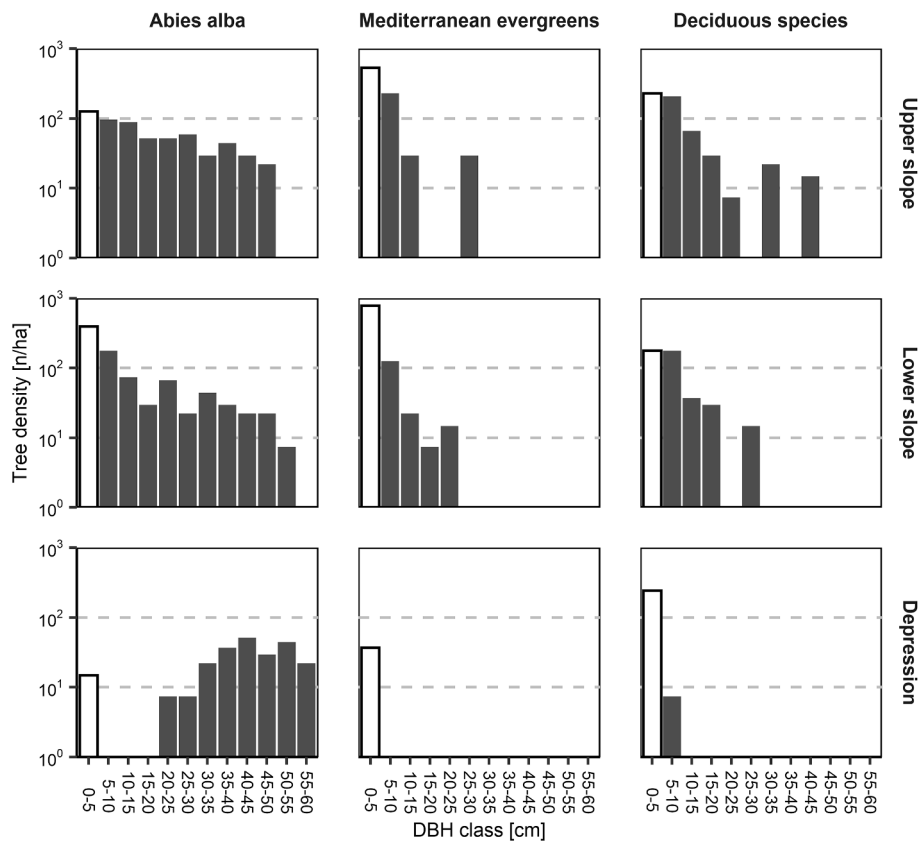 Abies alba Mediterranean evergreens Deciduous species
10³
10²
10¹
10⁰
Upper slope
10³
10²
10¹
10⁰
Lower slope
10³
10²
10¹
10⁰
Depression
Tree density [n/ha]
0-5 5-10 10-15 15-20 20-25 25-30 30-35 35-40 40-45 45-50 50-55 55-60 0-5 5-10 10-15 15-20 20-25 25-30 30-35 35-40 40-45 45-50 50-55 55-60 0-5 5-10 10-15 15-20 20-25 25-30 30-35 35-40 40-45 45-50 50-55 55-60
DBH class [cm]